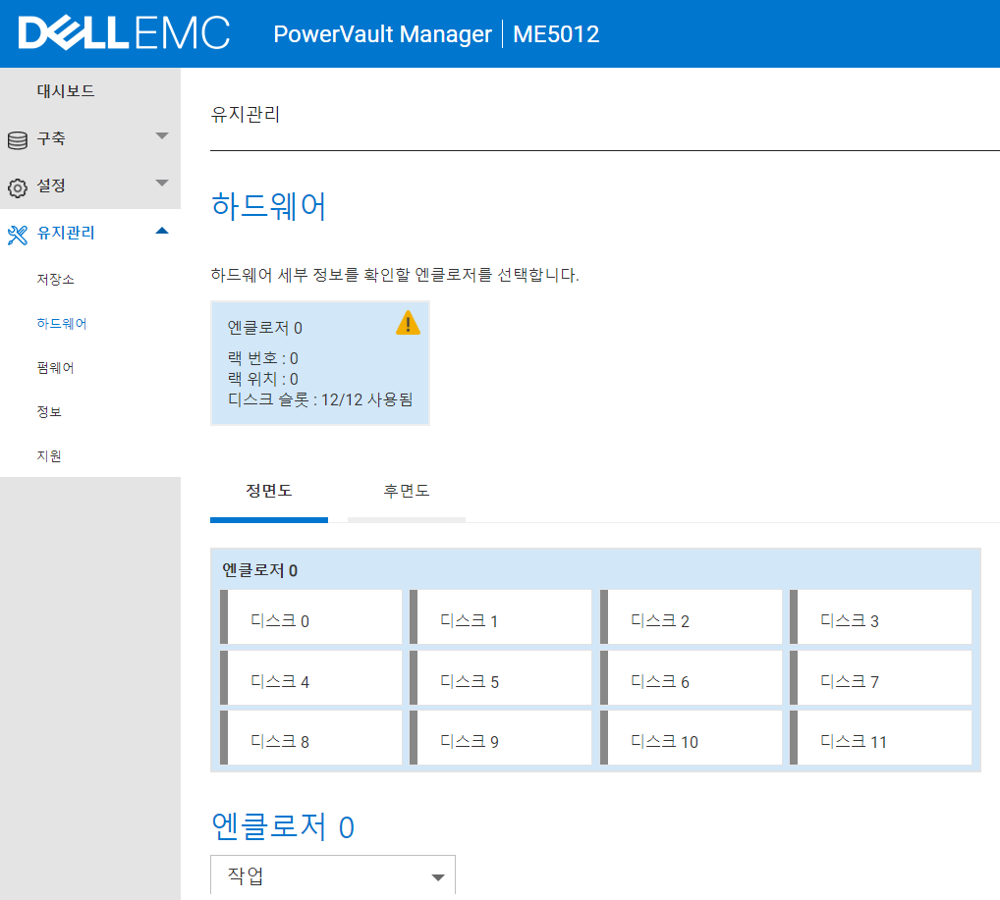 DELLEMC PowerVault Manager | ME5012
대시보드
구축
설정
유지관리
저장소
하드웨어
펌웨어
정보
지원
유지관리
하드웨어
하드웨어 세부 정보를 확인할 엔클로저를 선택합니다.
엔클로저 0
랙 번호 : 0
랙 위치 : 0
디스크 슬롯 : 12/12 사용됨
정면도 후면도
엔클로저 0
디스크 0 디스크 1 디스크 2 디스크 3
디스크 4 디스크 5 디스크 6 디스크 7
디스크 8 디스크 9 디스크 10 디스크 11
엔클로저 0
작업